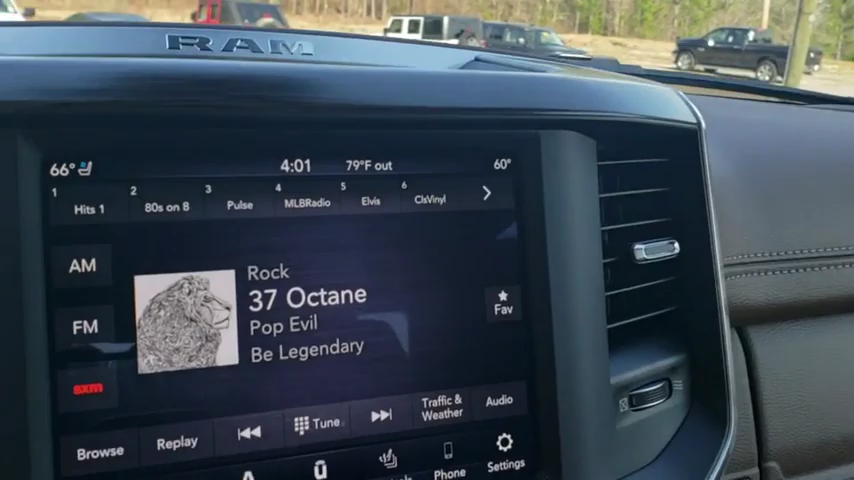 RAM
66° 4:01 79°F out 60°
1 Hits 1 2 80s on 8 3 Pulse 4 MLBRadio 5 Elvis 6 ClsVinyl
AM
FM
sxm
Rock
37 Octane
Pop Evil
Be Legendary
Fav
Browse Replay Tune Traffic & Weather Audio
Phone Settings